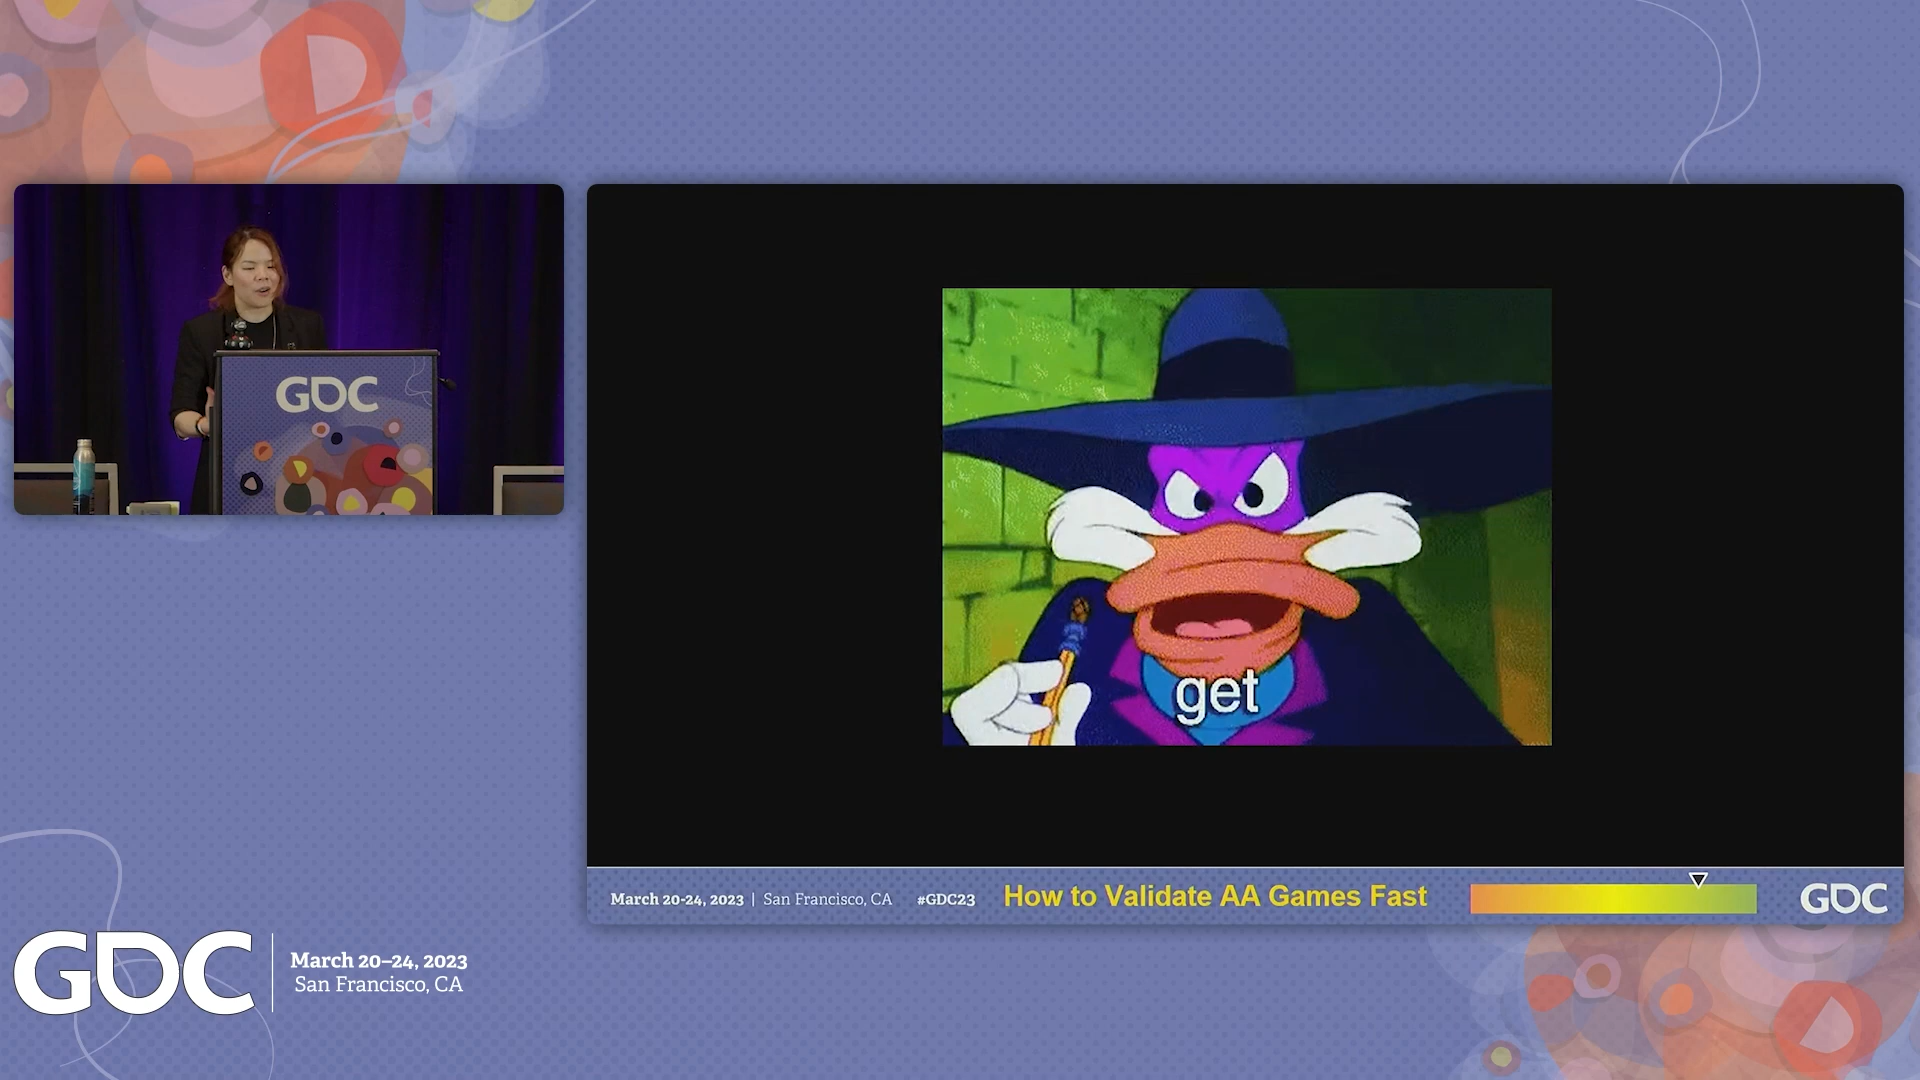 GDC
get
March 20-24, 2023 | San Francisco, CA #GDC23 How to Validate AA Games Fast GDC
GDC March 20–24, 2023
San Francisco, CA